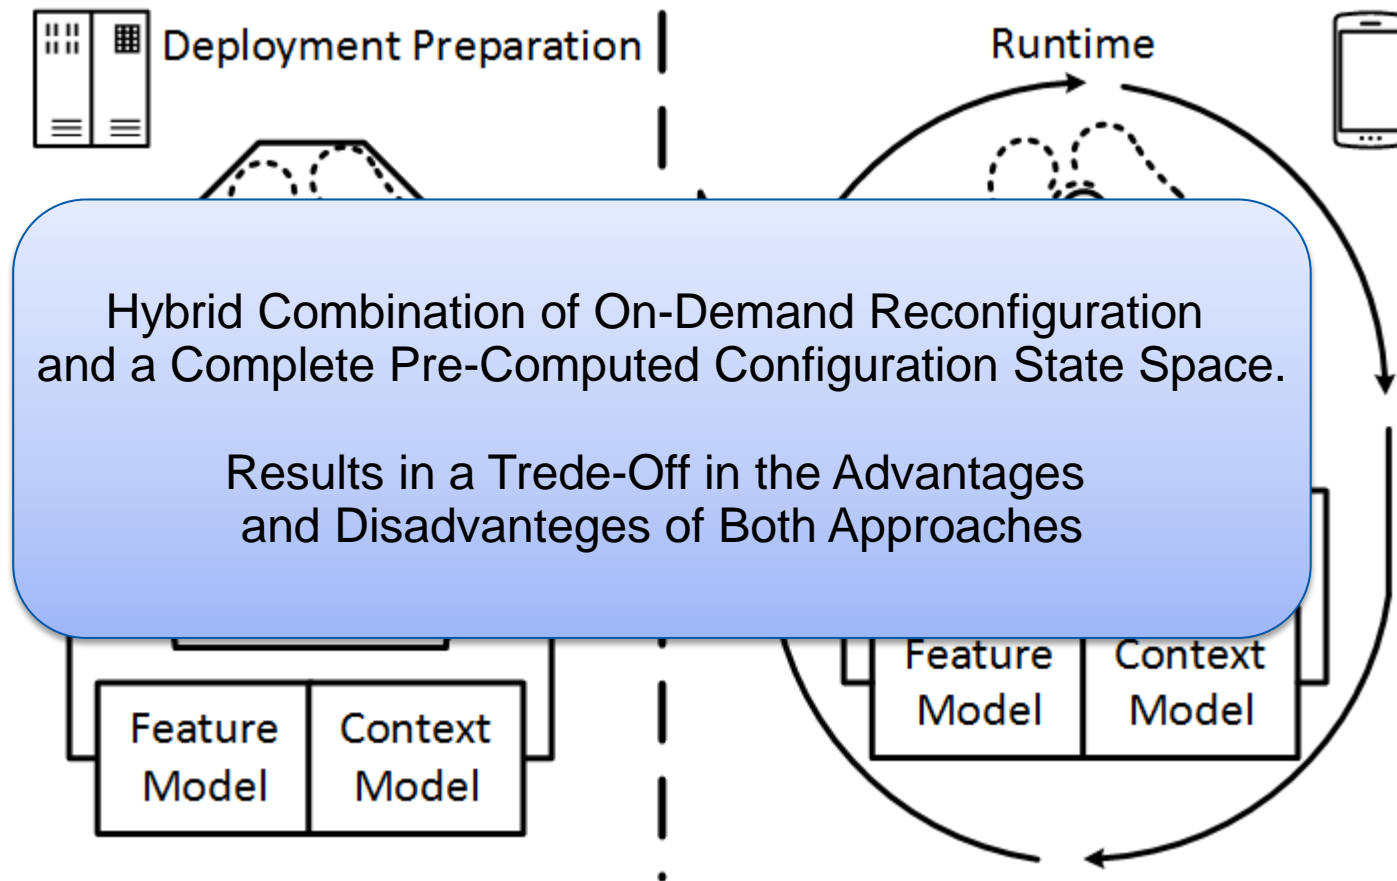 Deployment Preparation
Runtime
Hybrid Combination of On-Demand Reconfiguration
and a Complete Pre-Computed Configuration State Space.
Results in a Trede-Off in the Advantages
and Disadvanteges of Both Approaches
Feature
Model
Context
Model
Feature
Model
Context
Model